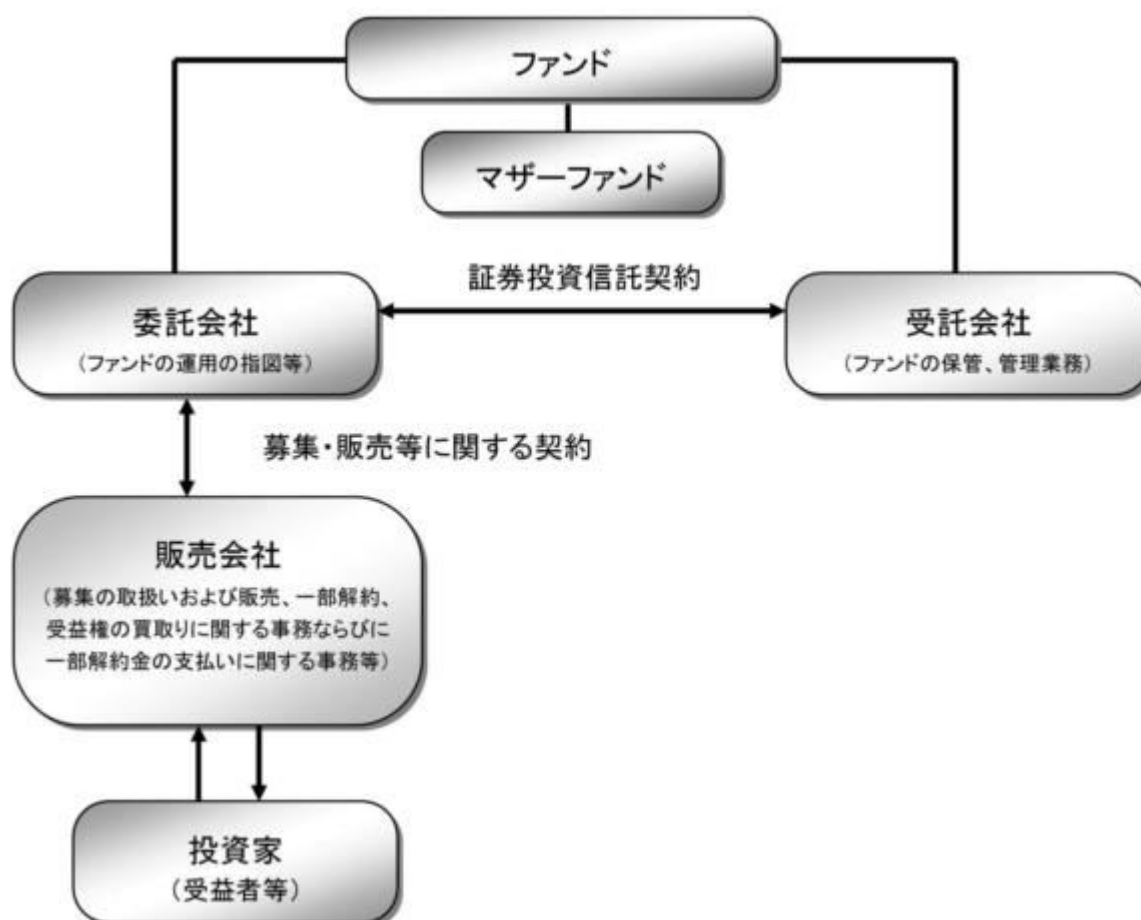 ファンド
マザーファンド
証券投資信託契約
委託会社
(ファンドの運用の指図等)
受託会社
(ファンドの保管、管理業務)
募集・販売等に関する契約
販売会社
(募集の取扱いおよび販売、一部解約、
受益権の買取りに関する事務ならびに
一部解約金の支払いに関する事務等)
投資家
(受益者等)